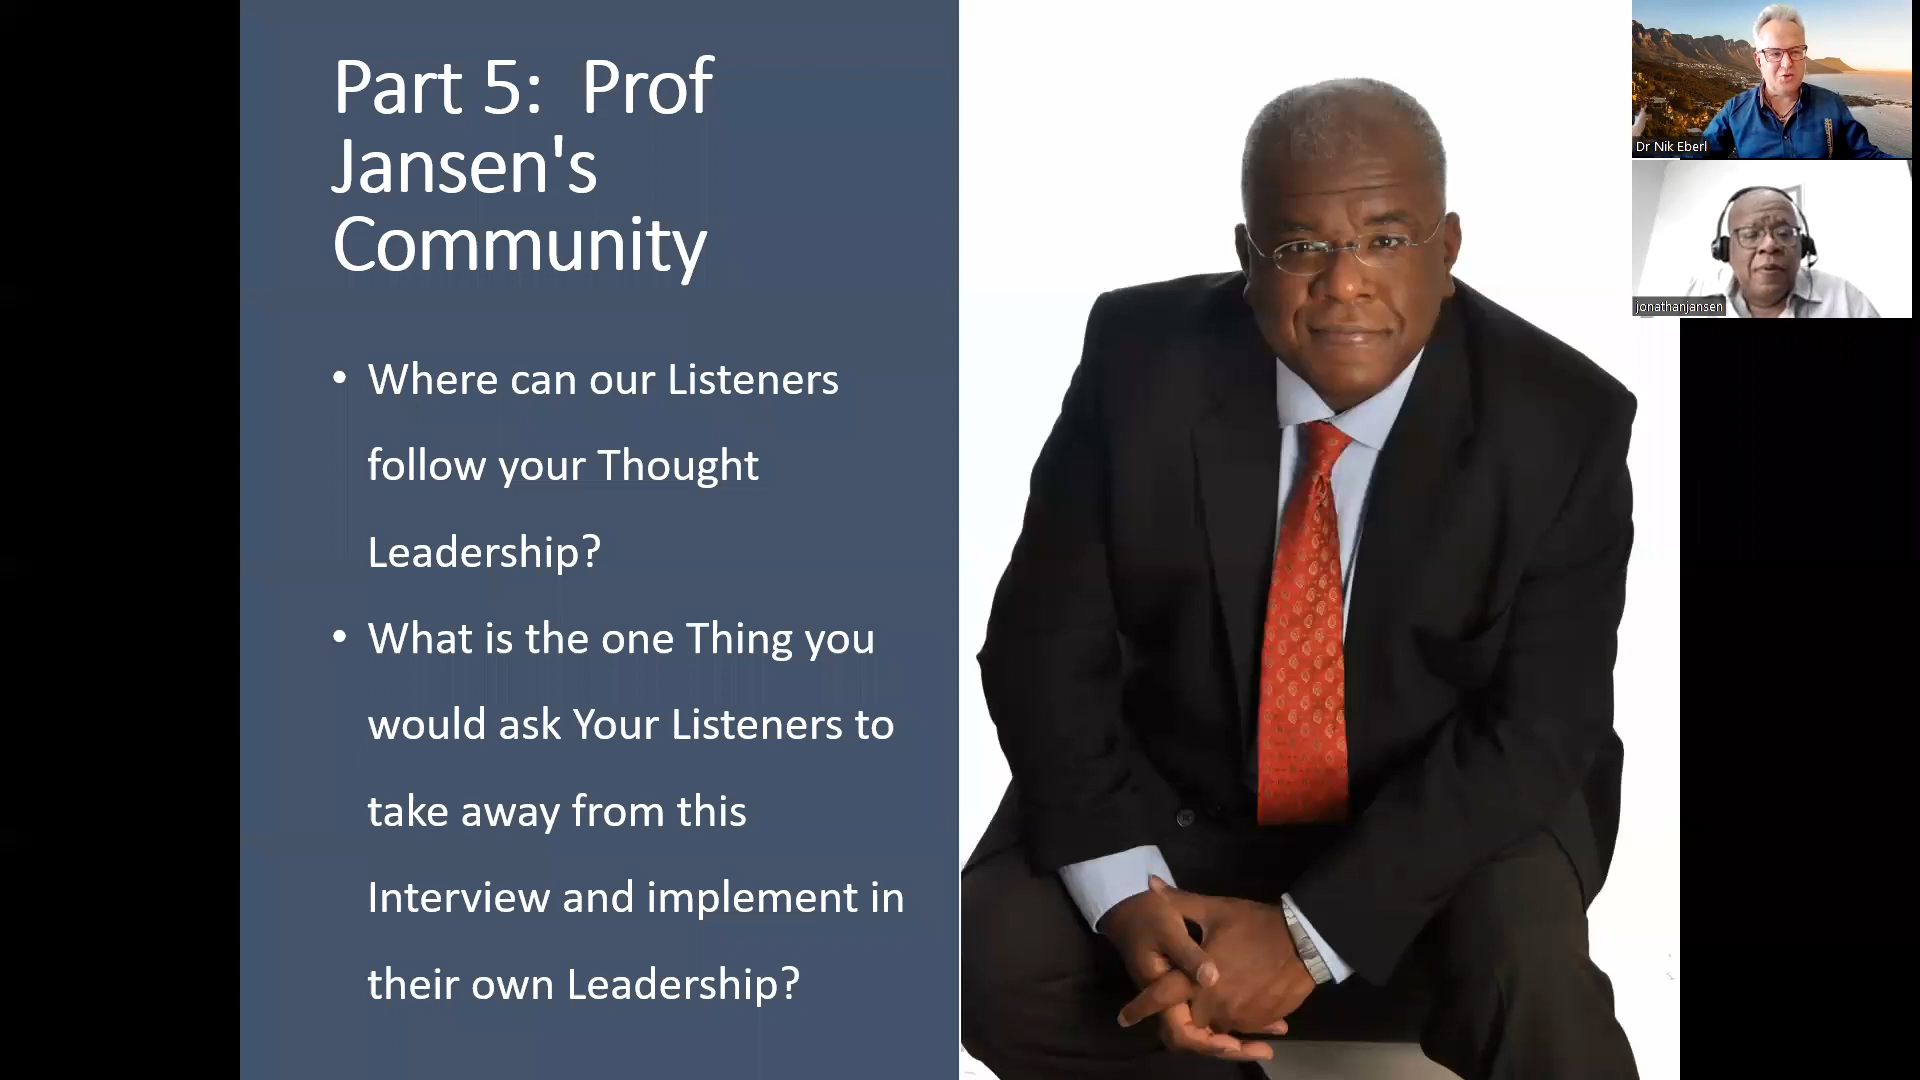 Part 5:  Prof
Jansen's
Community
• Where can our Listeners
follow your Thought
Leadership?
• What is the one Thing you
would ask Your Listeners to
take away from this
Interview and implement in
their own Leadership?
Dr Nik Eberl
jonathanjansen